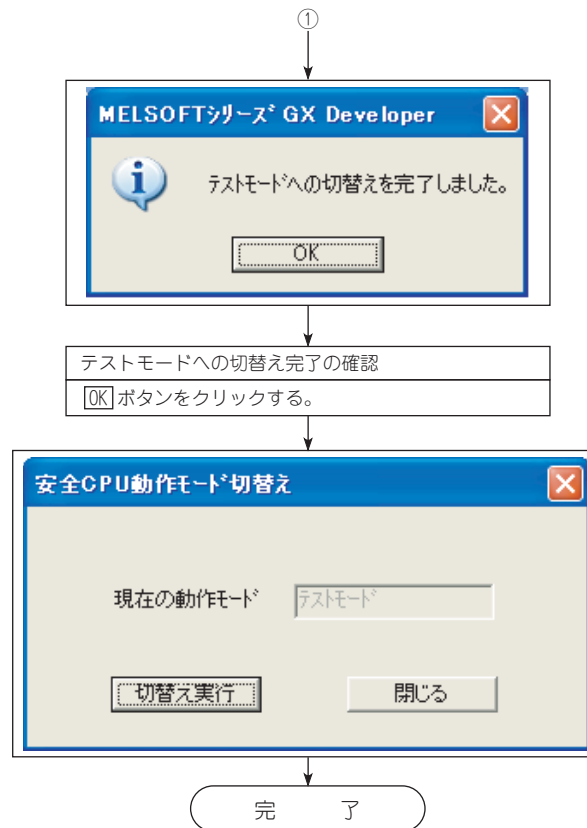 ①
MELSOFTシリーズ GX Developer
テストモードへの切替えを完了しました。
OK
テストモードへの切替え完了の確認
OK ボタンをクリックする。
安全CPU動作モード切替え
現在の動作モード テストモード
切替え実行 閉じる
完 了